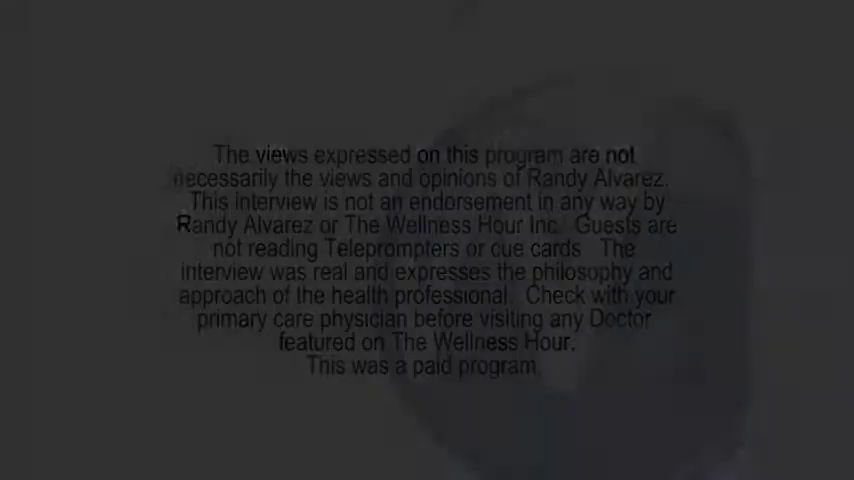 The views expressed on this program are not
necessarily the views and opinions of Randy Alvarez.
This Interview is not an endorsement in any way by
Randy Alvarez or The Wellness Hour Inc. Guests are
not reading Teleprompters or cue cards. The
interview was real and expresses the philosophy and
approach of the health professional. Check with your
primary care physician before visiting any Doctor
featured on The Wellness Hour.
This was a paid program.